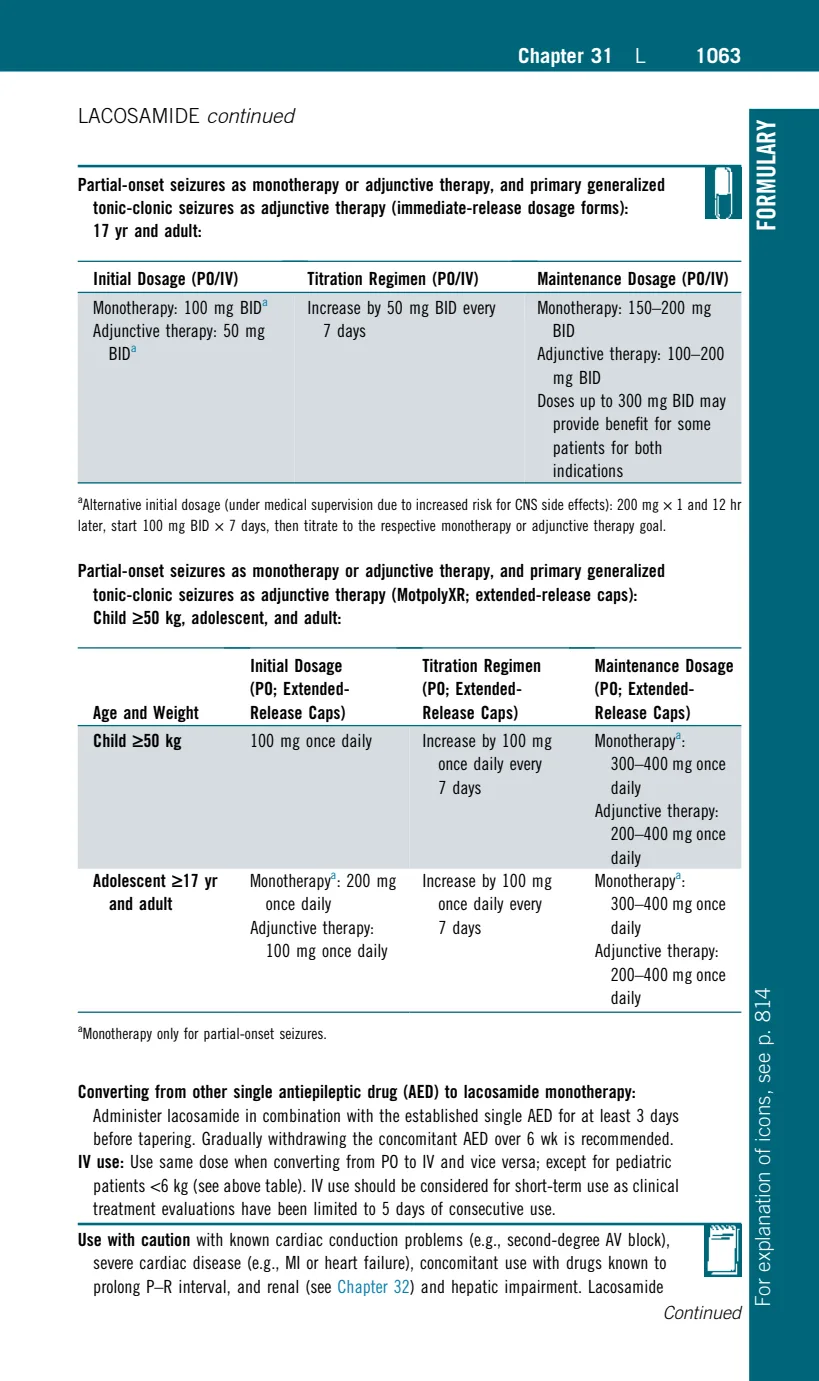 Chapter 31 L 1063
LACOSAMIDE continued
Partial-onset seizures as monotherapy or adjunctive therapy, and primary generalized
tonic-clonic seizures as adjunctive therapy (immediate-release dosage forms):
17 yr and adult:
Initial Dosage (PO/IV) Titration Regimen (PO/IV) Maintenance Dosage (PO/IV)
Monotherapy: 100 mg BIDa Increase by 50 mg BID every Monotherapy: 150–200 mg
Adjunctive therapy: 50 mg 7 days BID
BIDa Adjunctive therapy: 100–200
mg BID
Doses up to 300 mg BID may
provide benefit for some
patients for both
indications
aAlternative initial dosage (under medical supervision due to increased risk for CNS side effects): 200 mg × 1 and 12 hr
later, start 100 mg BID × 7 days, then titrate to the respective monotherapy or adjunctive therapy goal.
Partial-onset seizures as monotherapy or adjunctive therapy, and primary generalized
tonic-clonic seizures as adjunctive therapy (MotpolyXR; extended-release caps):
Child ≥50 kg, adolescent, and adult:
Initial Dosage Titration Regimen Maintenance Dosage
(PO; Extended- (PO; Extended- (PO; Extended-
Age and Weight Release Caps) Release Caps) Release Caps)
Child ≥50 kg 100 mg once daily Increase by 100 mg Monotherapya:
once daily every 300–400 mg once
7 days daily
Adjunctive therapy:
200–400 mg once
daily
Adolescent ≥17 yr Monotherapya: 200 mg Increase by 100 mg Monotherapya:
and adult once daily once daily every 300–400 mg once
Adjunctive therapy: 7 days daily
100 mg once daily Adjunctive therapy:
200–400 mg once
daily
aMonotherapy only for partial-onset seizures.
Converting from other single antiepileptic drug (AED) to lacosamide monotherapy:
Administer lacosamide in combination with the established single AED for at least 3 days
before tapering. Gradually withdrawing the concomitant AED over 6 wk is recommended.
IV use: Use same dose when converting from PO to IV and vice versa; except for pediatric
patients <6 kg (see above table). IV use should be considered for short-term use as clinical
treatment evaluations have been limited to 5 days of consecutive use.
Use with caution with known cardiac conduction problems (e.g., second-degree AV block),
severe cardiac disease (e.g., MI or heart failure), concomitant use with drugs known to
prolong P–R interval, and renal (see Chapter 32) and hepatic impairment. Lacosamide
Continued
FORMULARY
For explanation of icons, see p. 814